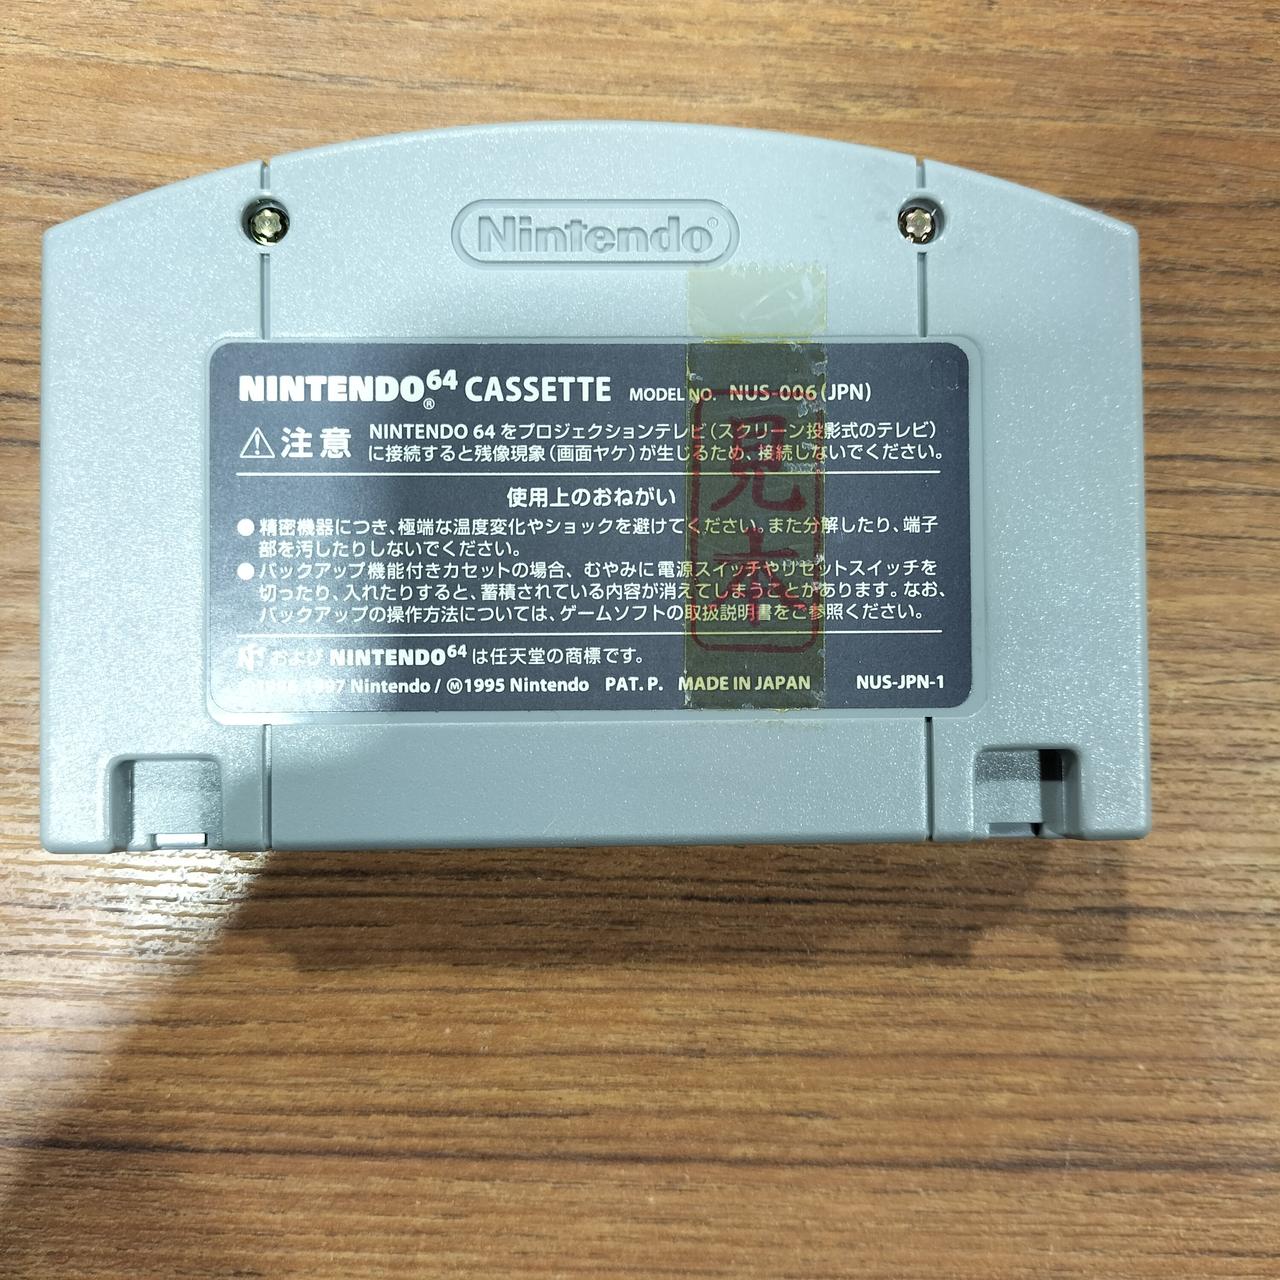 Nintendo®
NINTENDO64® CASSETTE MODEL NO. NUS-006(JPN)
⚠注意 NINTENDO 64 をプロジェクションテレビ(スクリーン投影式のテレビ)
に接続すると残像現象(画面ヤケ)が生じるため、接続しないでください。
使用上のおねがい
●精密機器につき、極端な温度変化やショックを避けてください。また分解したり、端子
部を汚したりしないでください。
●バックアップ機能付きカセットの場合、むやみに電源スイッチやリセットスイッチを
切ったり、入れたりすると、蓄積されている内容が消えてしまうことがあります。なお、
バックアップの操作方法については、ゲームソフトの取扱説明書をご参照ください。
および NINTENDO64 は任天堂の商標です。
Nintendo / Ⓜ1995 Nintendo PAT. P. MADE IN JAPAN NUS-JPN-1
見本